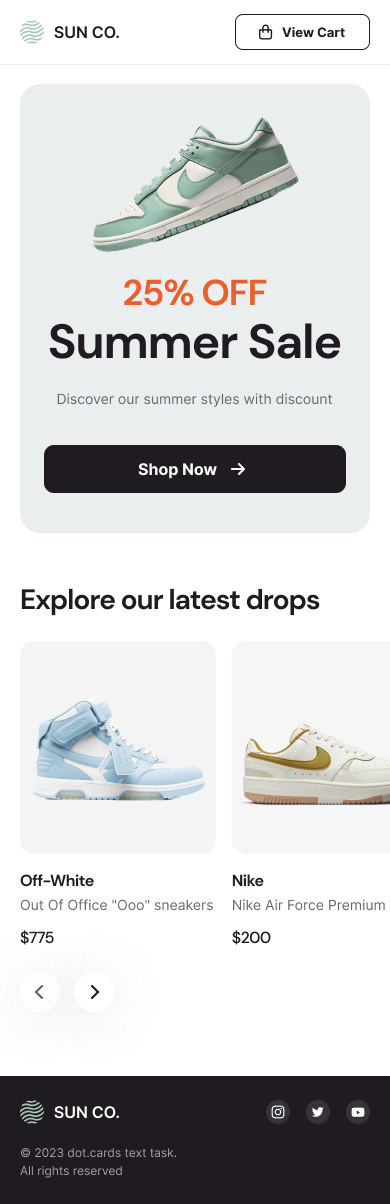 SUN CO.
View Cart
25% OFF
Summer Sale
Discover our summer styles with discount
Shop Now
Explore our latest drops
Off-White
Out Of Office "Ooo" sneakers
$775
Nike
Nike Air Force Premium
$200
SUN CO.
© 2023 dot.cards text task.
All rights reserved